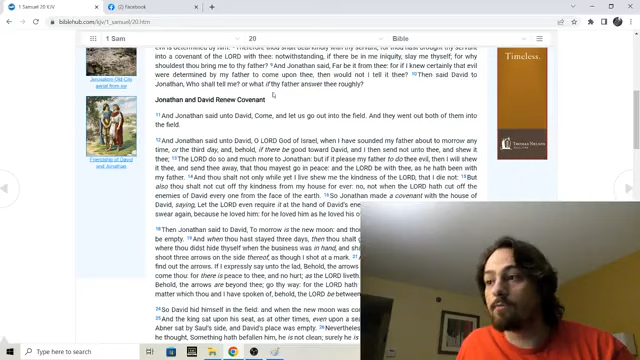 1 Samuel 20 KJV
(2) Facebook
biblehub.com/kjv/1_samuel/20.htm
1 Sam
20
Bible
evil is determined by him. Therefore thou shalt deal kindly with thy servant; for thou hast brought thy servant
into a covenant of the LORD with thee: notwithstanding, if there be in me iniquity, slay me thyself; for why
shouldest thou bring me to thy father? 9 And Jonathan said, Far be it from thee: for if I knew certainly that evil
were determined by my father to come upon thee, then would not I tell it thee? 10 Then said David to
Jonathan, Who shall tell me? or what if thy father answer thee roughly?
Jerusalem Old City
aerial from our
Friendship of David
and Jonathan
Jonathan and David Renew Covenant
11 And Jonathan said unto David, Come, and let us go out into the field. And they went out both of them into
the field.
12 And Jonathan said unto David, O LORD God of Israel, when I have sounded my father about to morrow any
time, or the third day, and, behold, if there be good toward David, and I then send not unto thee, and shew it
thee; 13 The LORD do so and much more to Jonathan: but if it please my father to do thee evil, then I will shew
it thee, and send thee away, that thou mayest go in peace: and the LORD be with thee, as he hath been with
my father. 14 And thou shalt not only while yet I live shew me the kindness of the LORD, that I die not: 15 But
also thou shalt not cut off thy kindness from my house for ever: no, not when the LORD hath cut off the
enemies of David every one from the face of the earth. 16 So Jonathan made a covenant with the house of
David, saying, Let the LORD even require it at the hand of David's ene
swear again, because he loved him: for he loved him as he loved his o
18 Then Jonathan said to David, To morrow is the new moon: and tho
be empty. 19 And when thou hast stayed three days, then thou shalt g
where thou didst hide thyself when the business was in hand, and sh
shoot three arrows on the side thereof, as though I shot at a mark. 21
find out the arrows. If I expressly say unto the lad, Behold, the arrows
come thou: for there is peace to thee, and no hurt; as the LORD liveth.
Behold, the arrows are beyond thee; go thy way: for the LORD hath
matter which thou and I have spoken of, behold, the LORD be between
24 So David hid himself in the field: and when the new moon was co
25 And the king sat upon his seat, as at other times, even upon a sea
Abner sat by Saul's side, and David's place was empty. 26 Nevertheles
he thought, Something hath befallen him, he is not clean; surely he is
Timeless.
THOMAS NELSON
Type here to search